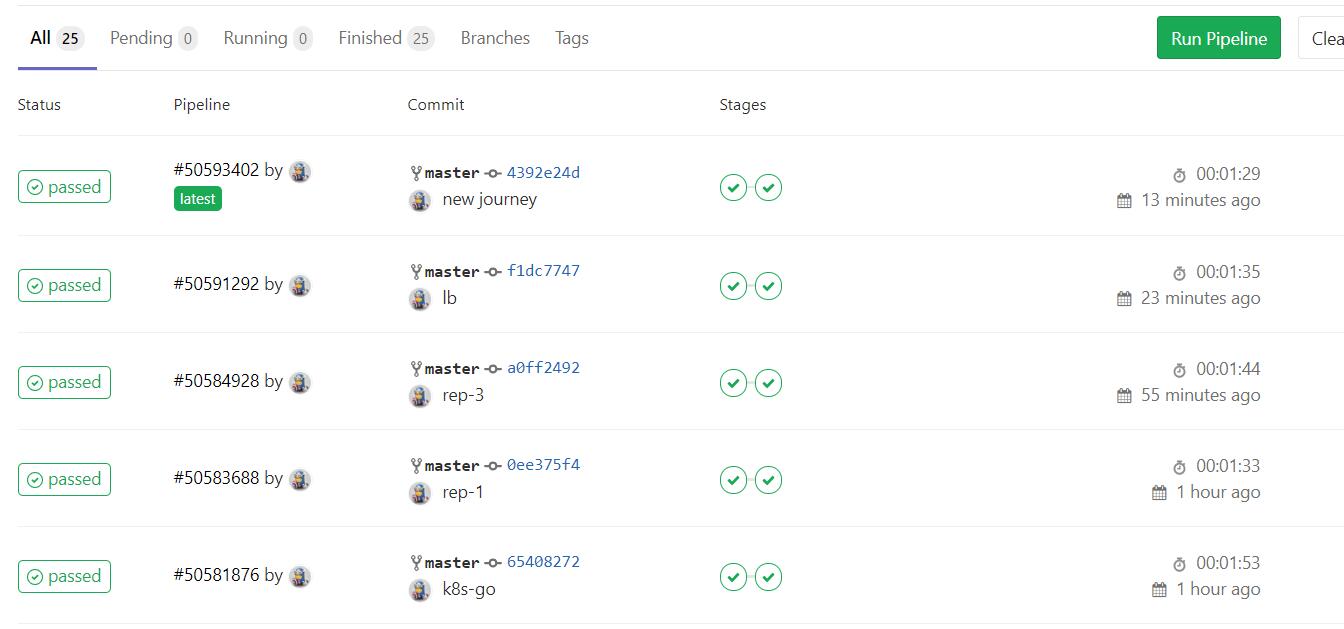 All 25 Pending 0 Running 0 Finished 25 Branches Tags Run Pipeline Clea
Status Pipeline Commit Stages
passed #50593402 by latest master 4392e24d new journey 00:01:29 13 minutes ago
passed #50591292 by master f1dc7747 lb 00:01:35 23 minutes ago
passed #50584928 by master a0ff2492 rep-3 00:01:44 55 minutes ago
passed #50583688 by master 0ee375f4 rep-1 00:01:33 1 hour ago
passed #50581876 by master 65408272 k8s-go 00:01:53 1 hour ago